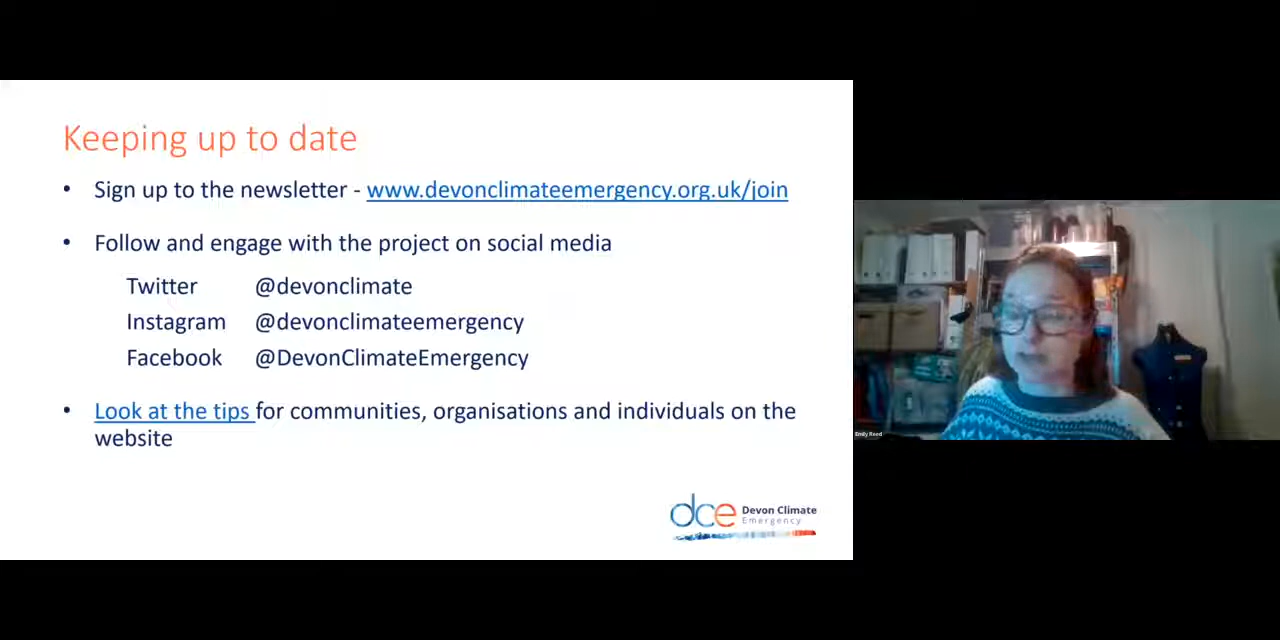 Keeping up to date
• Sign up to the newsletter - www.devonclimateemergency.org.uk/join
• Follow and engage with the project on social media
Twitter @devonclimate
Instagram @devonclimateemergency
Facebook @DevonClimateEmergency
• Look at the tips for communities, organisations and individuals on the
website
dce Devon Climate
Emergency
Emily Reed